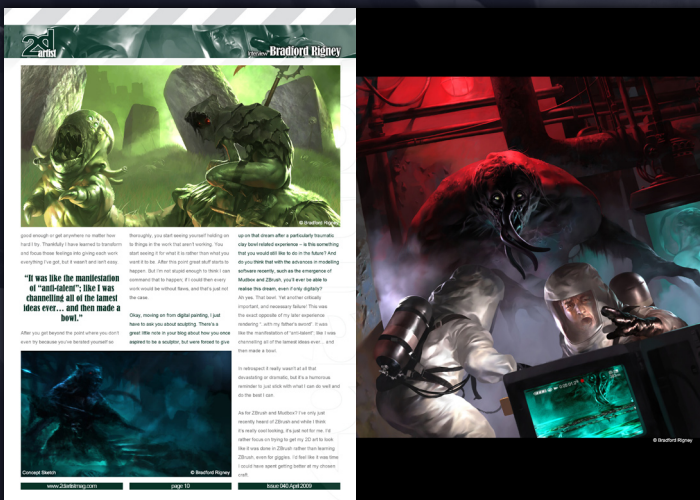 2d
artist
interview Bradford Rigney
© Bradford Rigney
good enough or get anywhere no matter how
hard I try. Thankfully I have learned to transform
and focus those feelings into giving each work
everything I've got, but it wasn't and isn't easy.
"It was like the manifestation
of "anti-talent"; like I was
channelling all of the lamest
ideas ever... and then made a
bowl."
After you get beyond the point where you don't
even try because you've berated yourself so
thoroughly, you start seeing yourself holding on
to things in the work that aren't working. You
start seeing it for what it is rather than what you
want it to be. After this point great stuff starts to
happen. But I'm not stupid enough to think I can
command that to happen, if I could then every
work would be without flaws, and that's just not
the case.
Okay, moving on from digital painting, I just
have to ask you about sculpting. There's a
great little note in your blog about how you once
aspired to be a sculptor, but were forced to give
up on that dream after a particularly traumatic
clay bowl related experience – is this something
that you would still like to do in the future? And
do you think that with the advances in modelling
software recently, such as the emergence of
Mudbox and ZBrush, you'll ever be able to
realise this dream, even if only digitally?
Ah yes, That bowl. Yet another critically
important, and necessary failure! This was
the exact opposite of my later experience
rendering "..with my father's sword". It was
like the manifestation of "anti-talent"; like I was
channelling all of the lamest ideas ever... and
then made a bowl.
In retrospect it really wasn't at all that
devastating or dramatic, but it's a humorous
reminder to just stick with what I can do well and
do the best I can.
As for ZBrush and Mudbox? I've only just
recently heard of ZBrush and while I think
it's really cool looking, it's just not for me. I'd
rather focus on trying to get my 2D art to look
like it was done in ZBrush rather than learning
ZBrush, even for giggles. I'd feel like it was time
I could have spent getting better at my chosen
craft.
Concept Sketch
© Bradford Rigney
www.2dartistmag.com
page 10
issue 040 April 2009
© Bradford Rigney